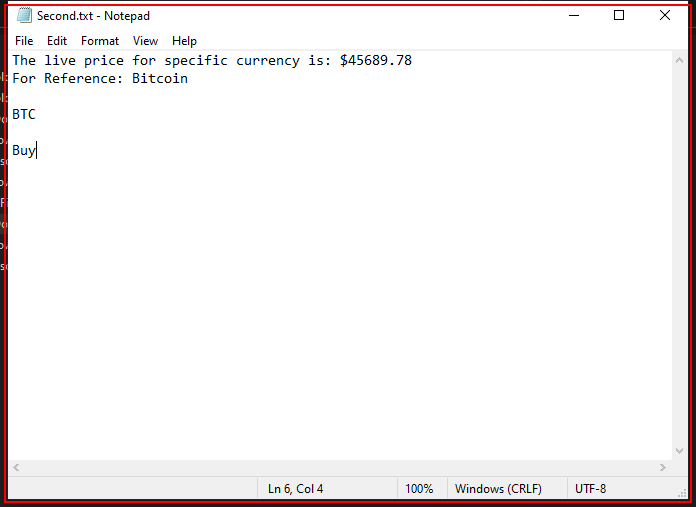 Second.txt - Notepad
File Edit Format View Help
The live price for specific currency is: $45689.78
For Reference: Bitcoin
BTC
Buy
Ln 6, Col 4 100% Windows (CRLF) UTF-8